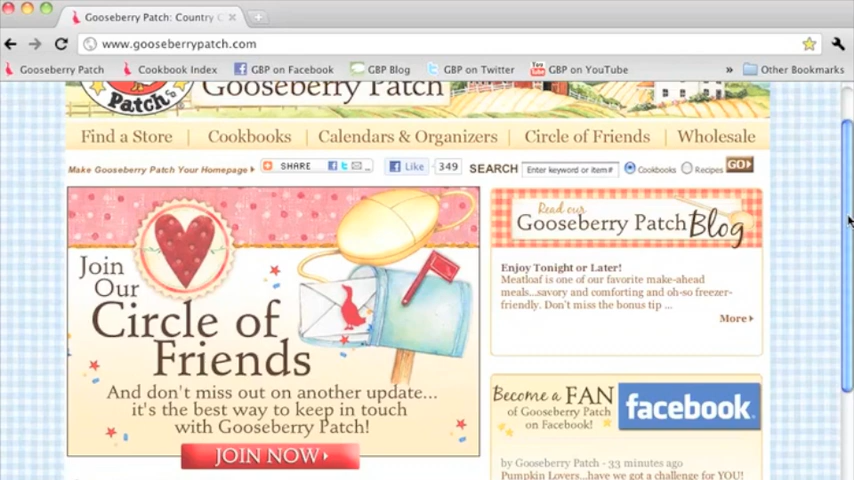 Gooseberry Patch: Country C
www.gooseberrypatch.com
Gooseberry Patch
Cookbook Index
GBP on Facebook
GBP Blog
GBP on Twitter
You Tube
GBP on YouTube
»
Other Bookmarks
Patch's
Gooseberry Patch
Find a Store
Cookbooks
Calendars & Organizers
Circle of Friends
Wholesale
Make Gooseberry Patch Your Homepage
SHARE
Like
349
SEARCH
Enter keyword or item#
Cookbooks
Recipes
GO
Join
Our
Circle of
Friends
And don't miss out on another update...
it's the best way to keep in touch
with Gooseberry Patch!
JOIN NOW
Read our
Gooseberry Patch Blog
Enjoy Tonight or Later!
Meatloaf is one of our favorite make-ahead
meals...savory and comforting and oh-so freezer-
friendly. Don't miss the bonus tip ...
More
Become a FAN
of Gooseberry Patch
on Facebook!
facebook
by Gooseberry Patch - 33 minutes ago
Pumpkin Lovers...have we got a challenge for YOU!